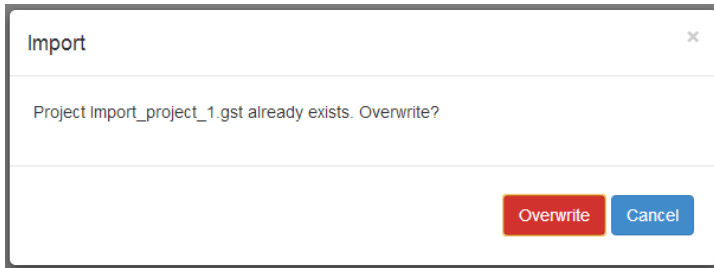 Import
×
Project Import_project_1.gst already exists. Overwrite?
Overwrite Cancel